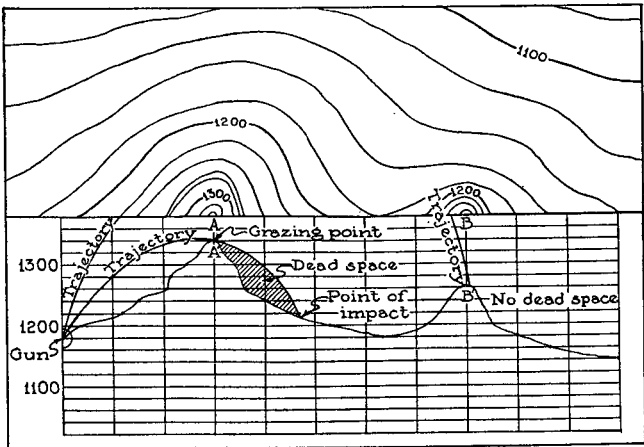 1100
1200
1300
1200
A
B
Grazing point
Trajectory
Trajectory
Trajectory
A'
1300
Dead space
Point of
impact
B'
No dead space
1200
Gun
1100